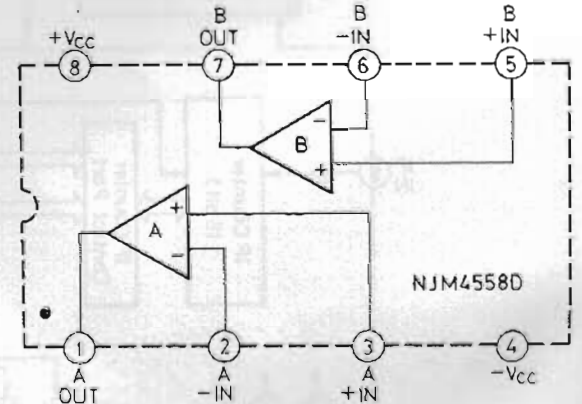 B B B
+Vcc OUT -IN +IN
8 7 6 5
-
B
+
+
A
-
NJM4558D
1 2 3 4
A A A -Vcc
OUT -IN +IN